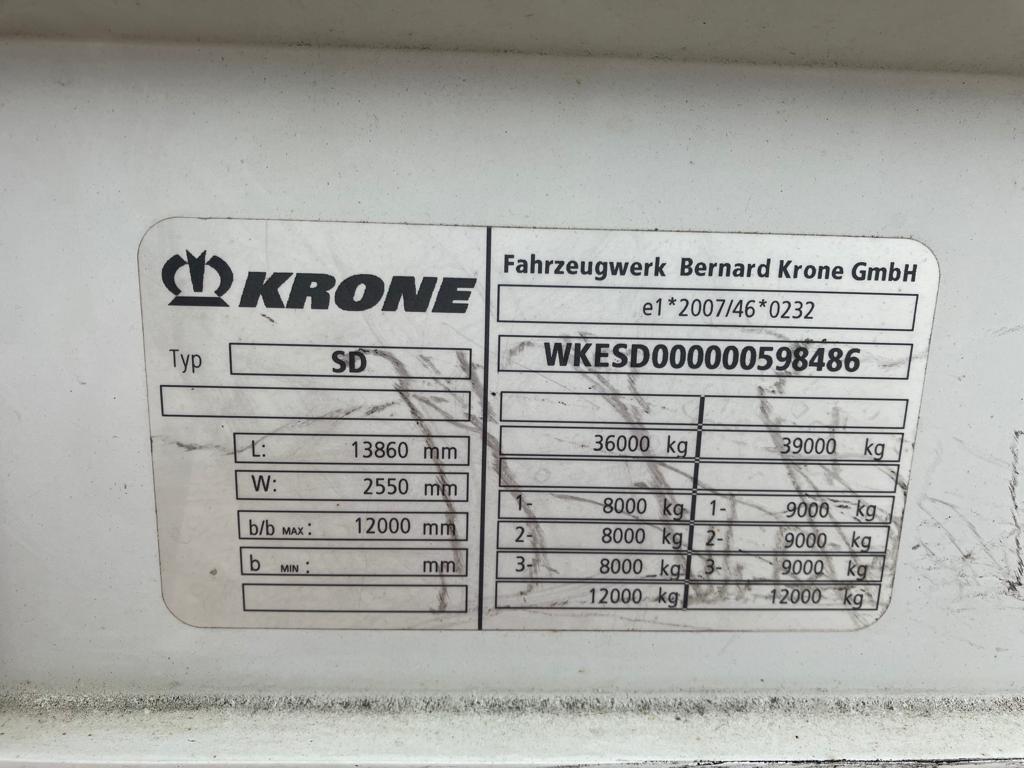 KRONE
Typ SD
L: 13860 mm
W: 2550 mm
b/b MAX: 12000 mm
b MIN: mm
Fahrzeugwerk Bernard Krone GmbH
e1*2007/46*0232
WKESD000000598486
36000 kg 39000 kg
1- 8000 kg 1- 9000 kg
2- 8000 kg 2- 9000 kg
3- 8000 kg 3- 9000 kg
12000 kg 12000 kg